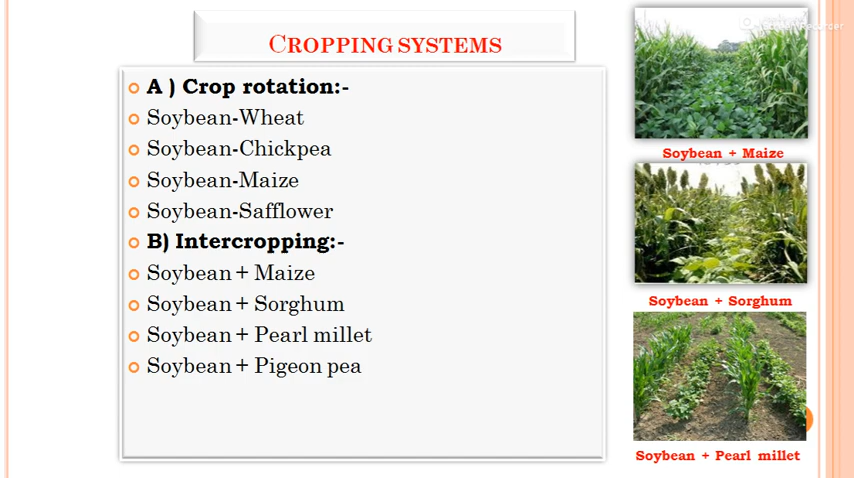 CROPPING SYSTEMS
A ) Crop rotation:-
Soybean-Wheat
Soybean-Chickpea
Soybean-Maize
Soybean-Safflower
B) Intercropping:-
Soybean + Maize
Soybean + Sorghum
Soybean + Pearl millet
Soybean + Pigeon pea
Soybean + Maize
Soybean + Sorghum
Soybean + Pearl millet